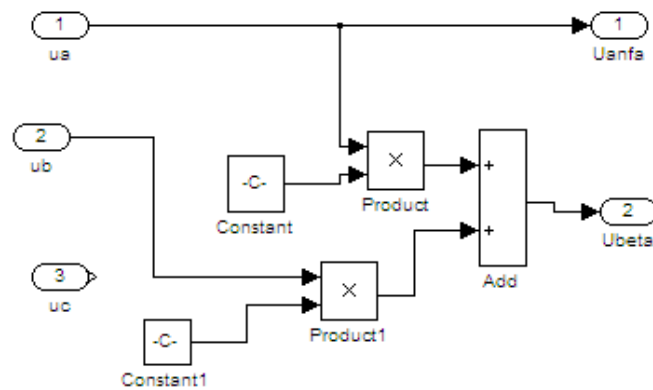 1
ua
1
Uanfa
2
ub
-C-
Constant
×
Product
+
+
Add
2
Ubeta
3
uc
-C-
Constant1
×
Product1